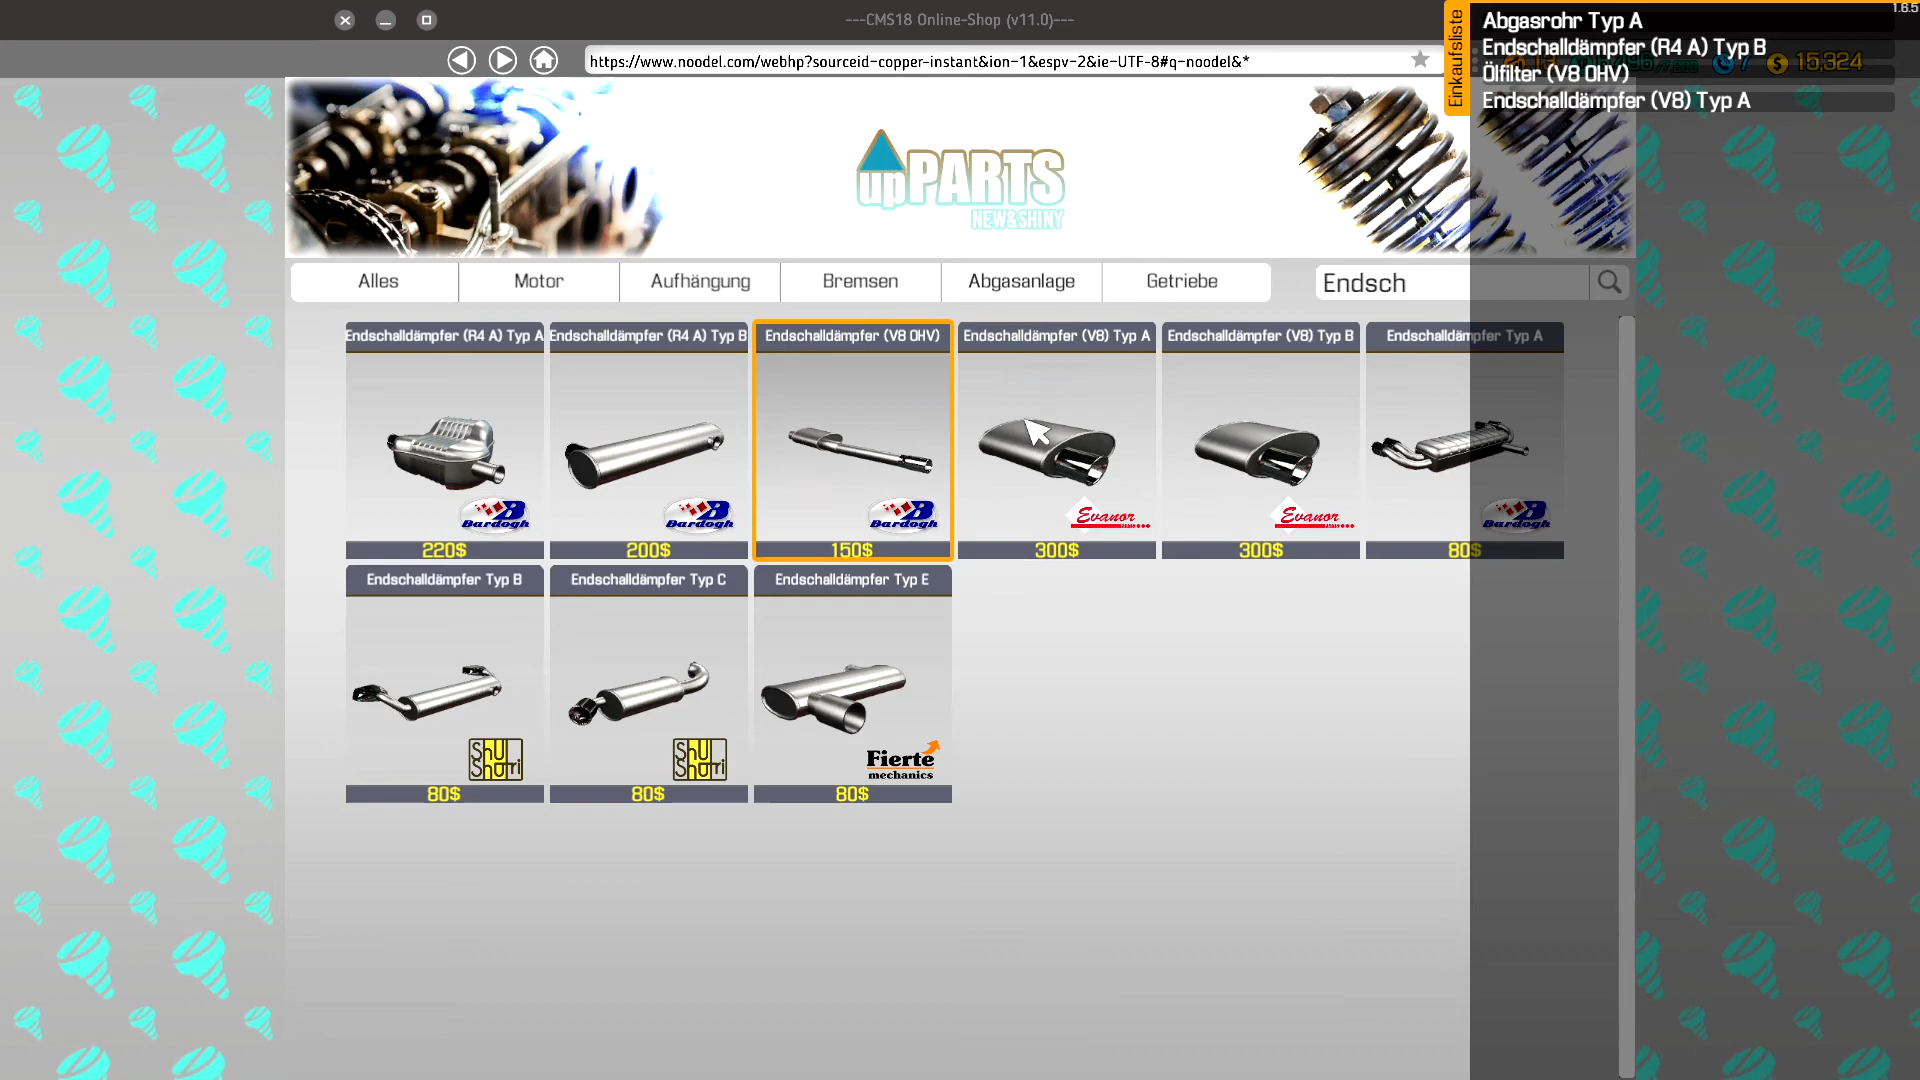 ---CMS18 Online-Shop (v11.0)---
1.6.5
https://www.noodel.com/webhp?sourceid-copper-instant&ion-1&espv-2&ie-UTF-8#q-noodel&*
Einkaufsliste
Abgasrohr Typ A
Endschalldämpfer (R4 A) Typ B
Ölfilter (V8 OHV)
Endschalldämpfer (V8) Typ A
15,324
upPARTS
NEW&SHINY
Alles Motor Aufhängung Bremsen Abgasanlage Getriebe Endsch
Endschalldämpfer (R4 A) Typ A Endschalldämpfer (R4 A) Typ B Endschalldämpfer (V8 OHV) Endschalldämpfer (V8) Typ A Endschalldämpfer (V8) Typ B Endschalldämpfer Typ A
Bardogh Bardogh Bardogh Evanor Evanor Bardogh
220$ 200$ 150$ 300$ 300$ 80$
Endschalldämpfer Typ B Endschalldämpfer Typ C Endschalldämpfer Typ E
Fierte
mechanics
80$ 80$ 80$